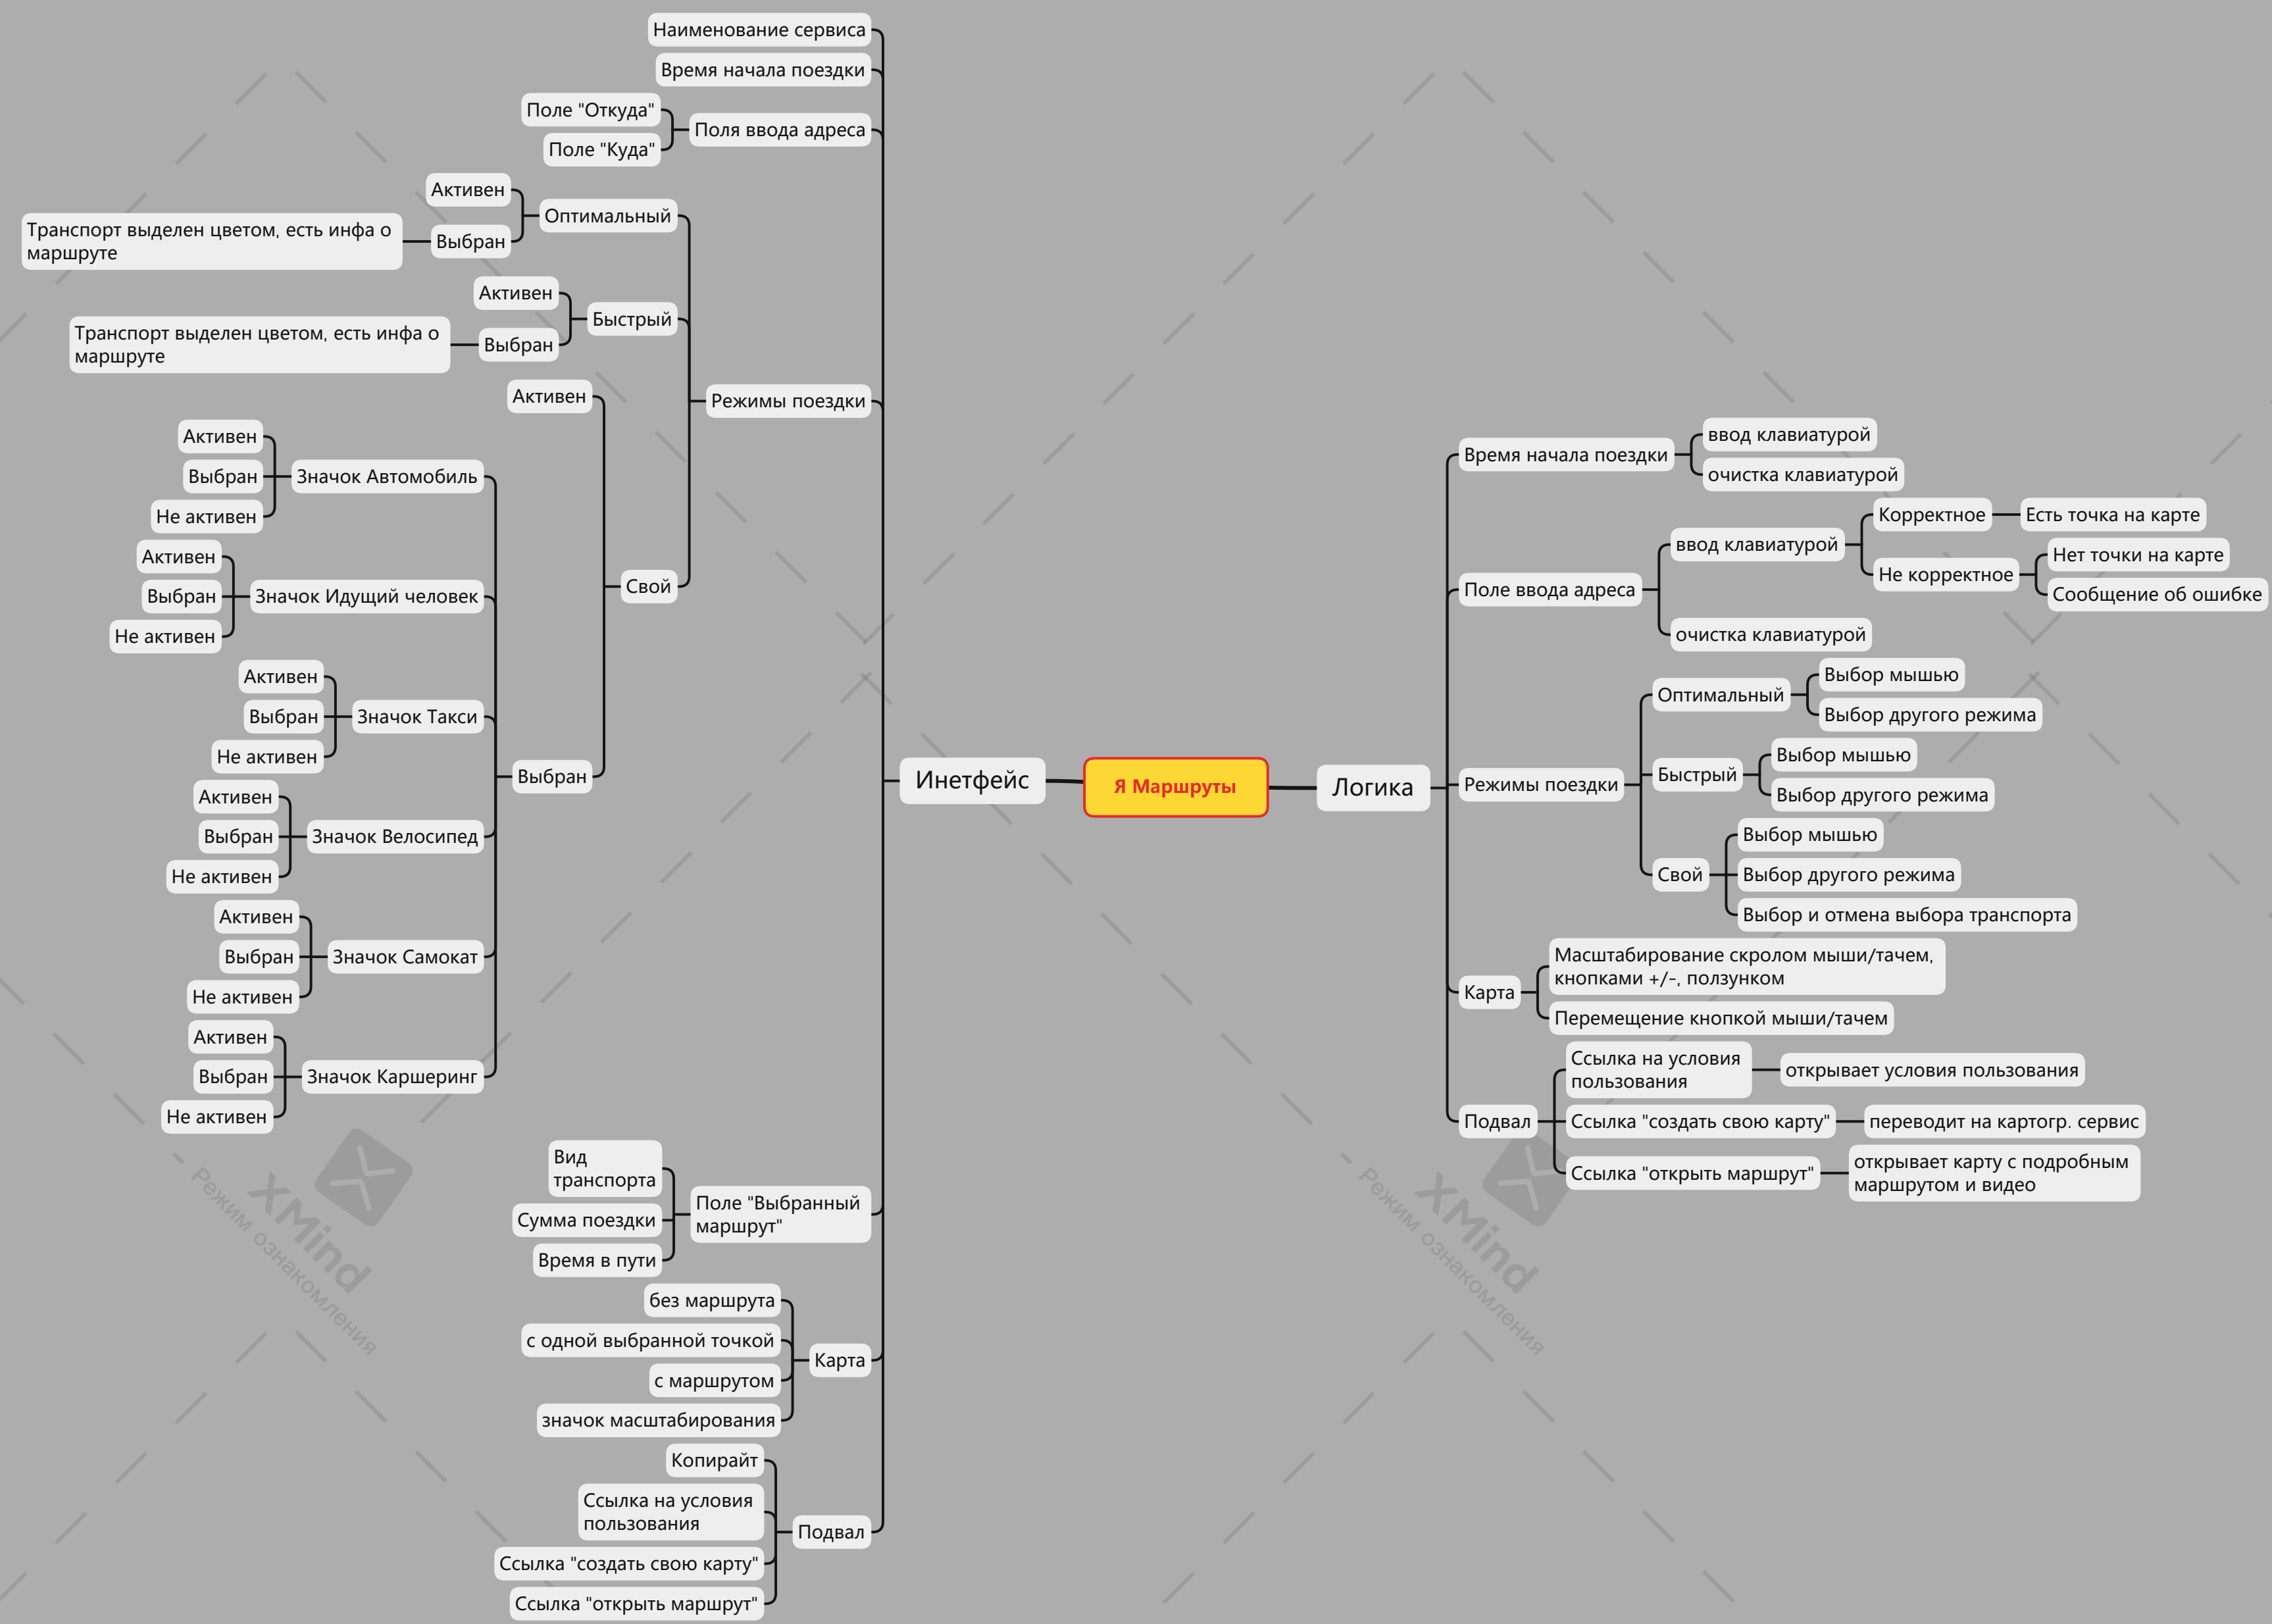 Наименование сервиса
Время начала поездки
Поле "Откуда"
Поле "Куда"
Поля ввода адреса
Активен
Выбран
Транспорт выделен цветом, есть инфа о
маршруте
Оптимальный
Активен
Выбран
Транспорт выделен цветом, есть инфа о
маршруте
Быстрый
Режимы поездки
Активен
Активен
Выбран
Не активен
Значок Автомобиль
Активен
Выбран
Не активен
Значок Идущий человек
Свой
Активен
Выбран
Не активен
Значок Такси
Выбран
Активен
Выбран
Не активен
Значок Велосипед
Активен
Выбран
Не активен
Значок Самокат
Активен
Выбран
Не активен
Значок Каршеринг
Вид
транспорта
Сумма поездки
Время в пути
Поле "Выбранный
маршрут"
без маршрута
с одной выбранной точкой
с маршрутом
значок масштабирования
Карта
Копирайт
Ссылка на условия
пользования
Ссылка "создать свою карту"
Ссылка "открыть маршрут"
Подвал
Инетфейс
Я Маршруты
Логика
Время начала поездки
ввод клавиатурой
очистка клавиатурой
Поле ввода адреса
ввод клавиатурой
Корректное
Есть точка на карте
Не корректное
Нет точки на карте
Сообщение об ошибке
очистка клавиатурой
Режимы поездки
Оптимальный
Выбор мышью
Выбор другого режима
Быстрый
Выбор мышью
Выбор другого режима
Свой
Выбор мышью
Выбор другого режима
Выбор и отмена выбора транспорта
Карта
Масштабирование скролом мыши/тачем,
кнопками +/-, ползунком
Перемещение кнопкой мыши/тачем
Подвал
Ссылка на условия
пользования
открывает условия пользования
Ссылка "создать свою карту"
переводит на картогр. сервис
Ссылка "открыть маршрут"
открывает карту с подробным
маршрутом и видео
XMind
Режим ознакомления
XMind
Режим ознакомления